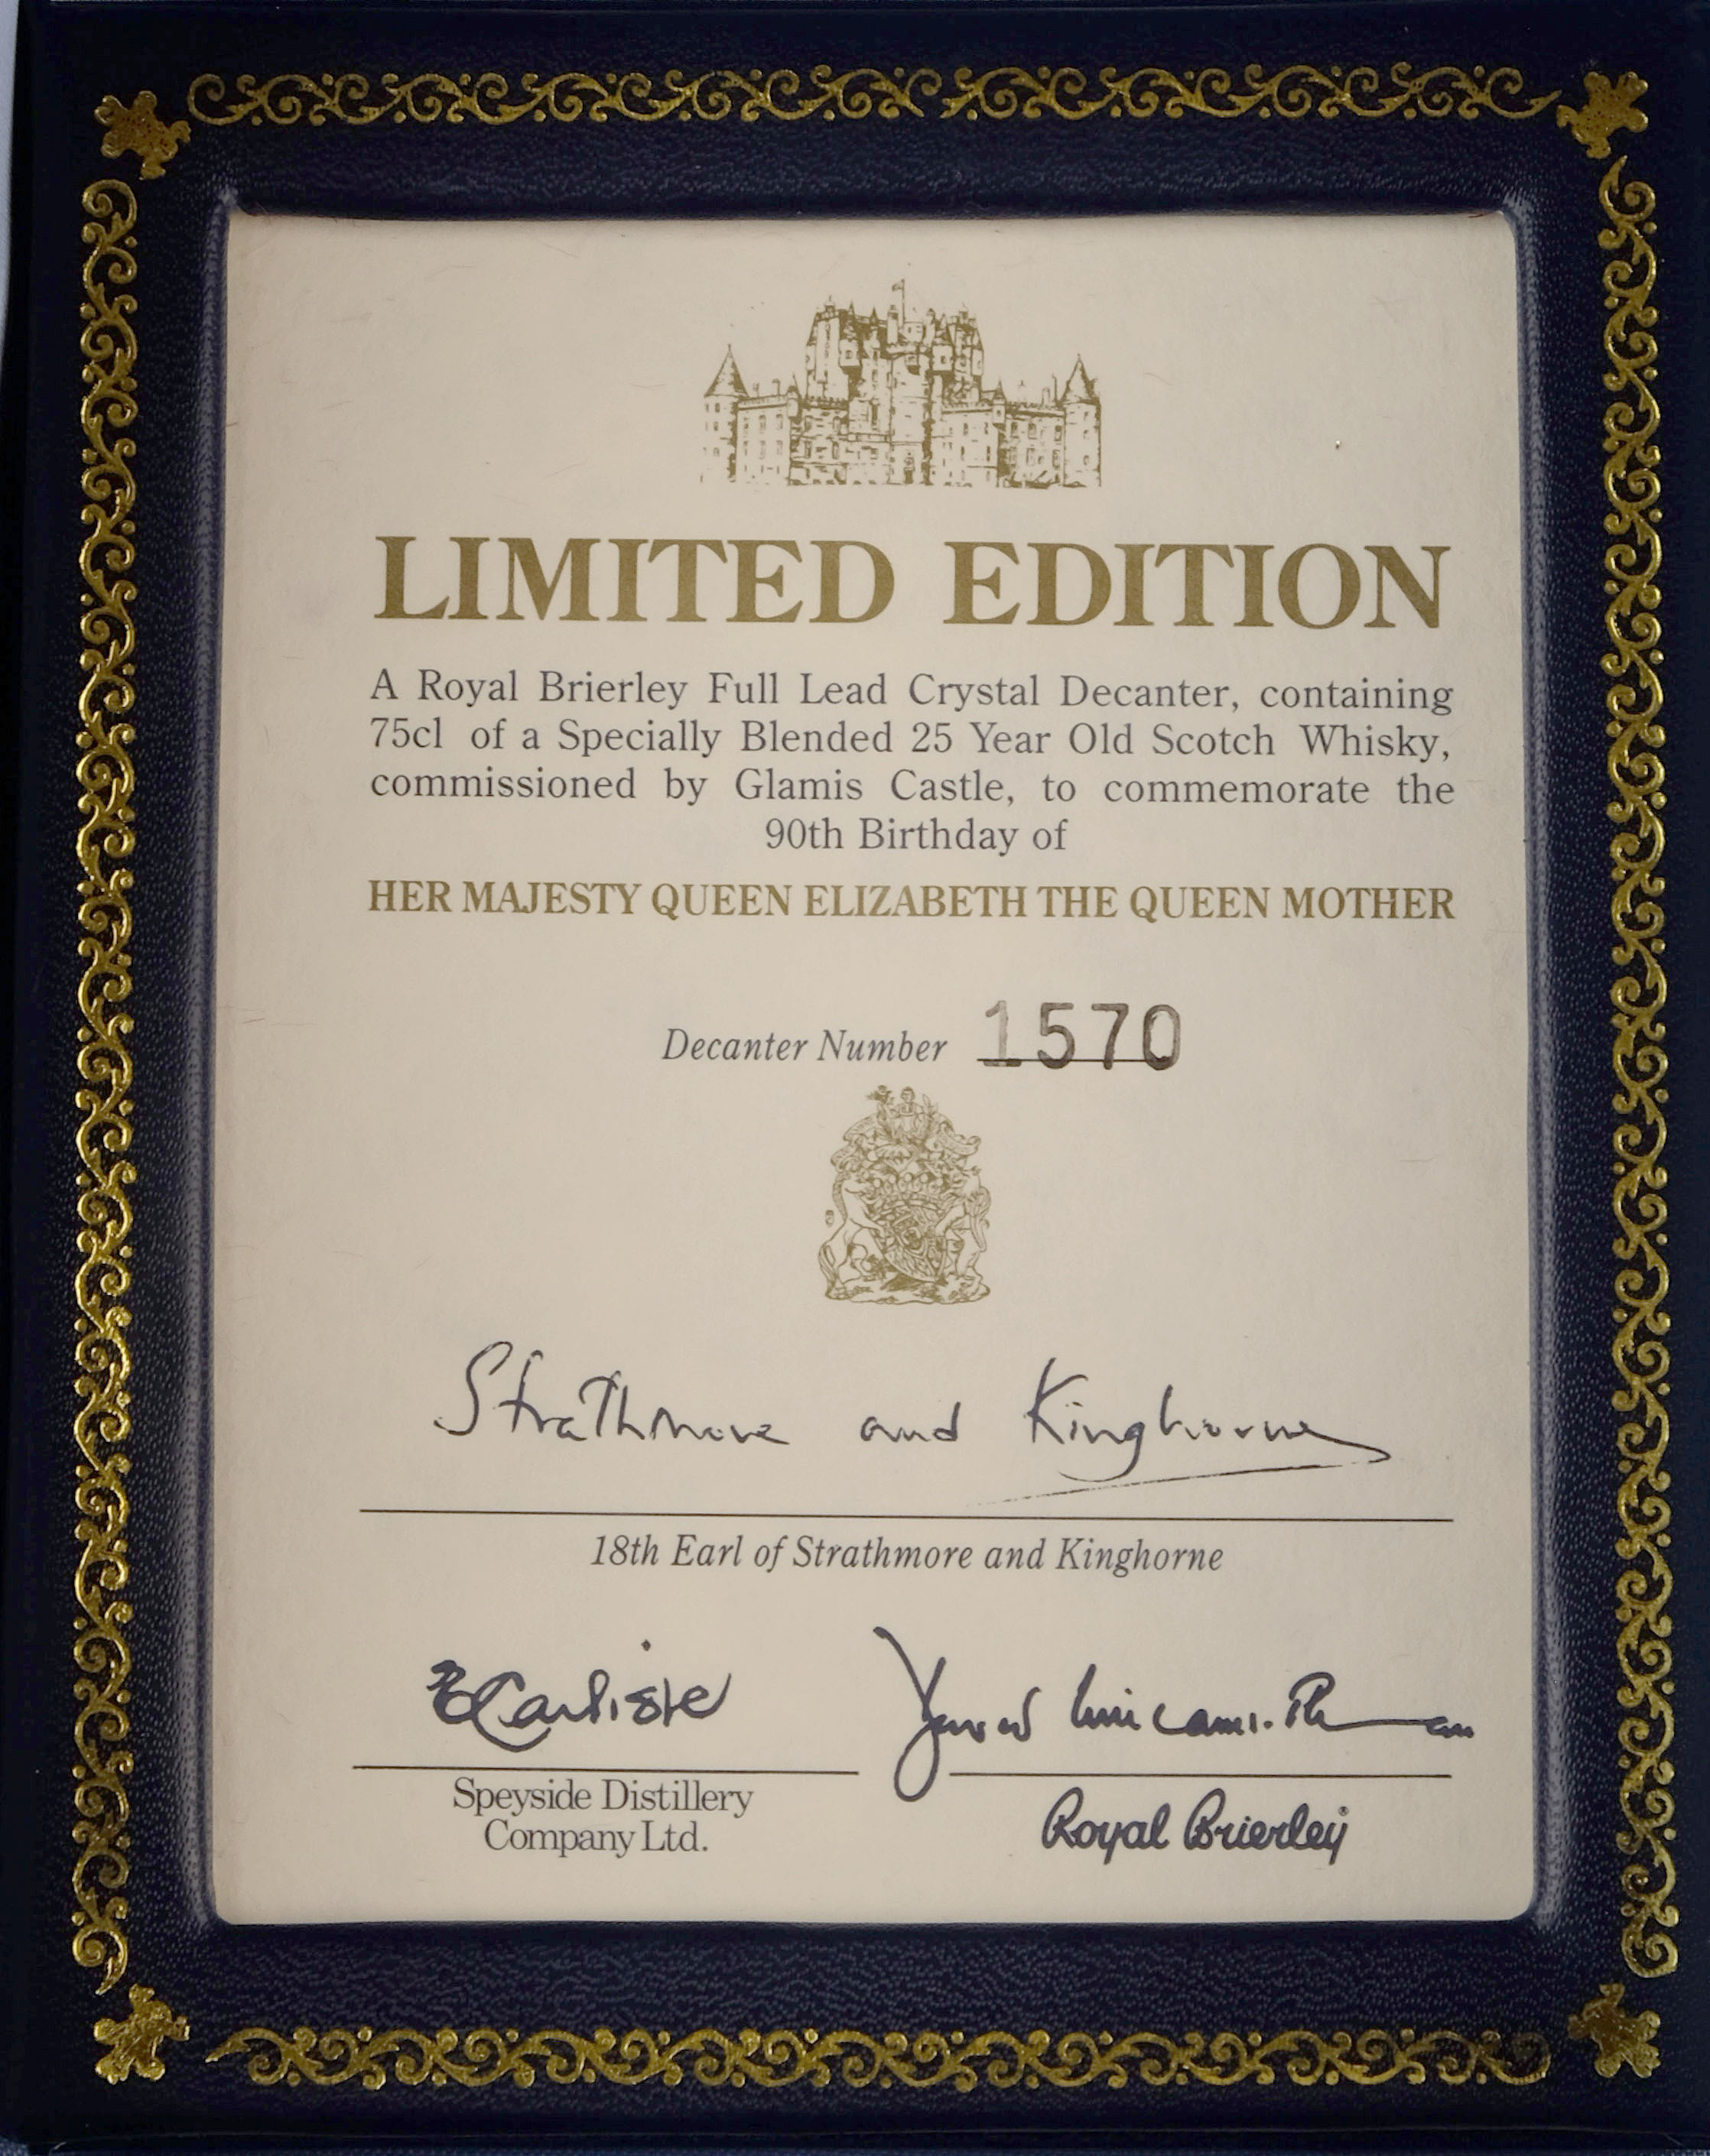 LIMITED EDITION
A Royal Brierley Full Lead Crystal Decanter, containing
75cl of a Specially Blended 25 Year Old Scotch Whisky,
commissioned by Glamis Castle, to commemorate the
90th Birthday of
HER MAJESTY QUEEN ELIZABETH THE QUEEN MOTHER
Decanter Number 1570
Strathmore and Kinghorne
18th Earl of Strathmore and Kinghorne
Carlisle
Speyside Distillery
Company Ltd.
Royal Brierley